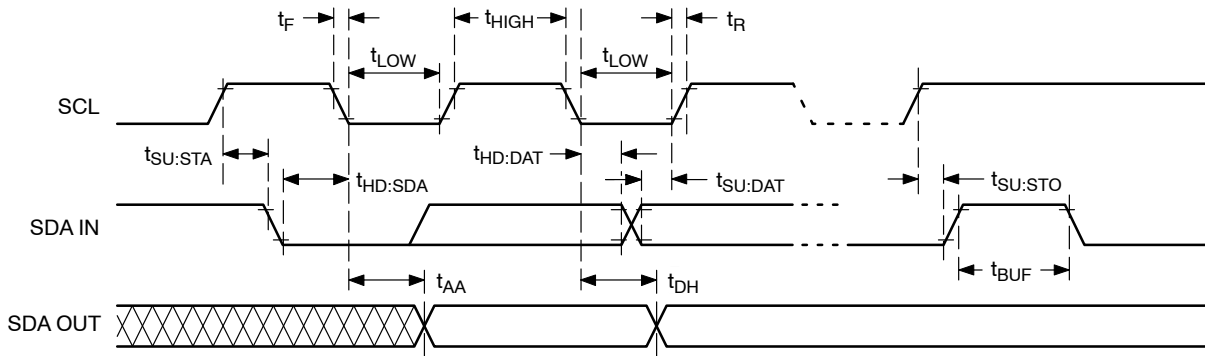 tF
tHIGH
tR
tLOW
tLOW
SCL
tSU:STA
tHD:DAT
tHD:SDA
tSU:DAT
tSU:STO
SDA IN
tAA
tDH
tBUF
SDA OUT